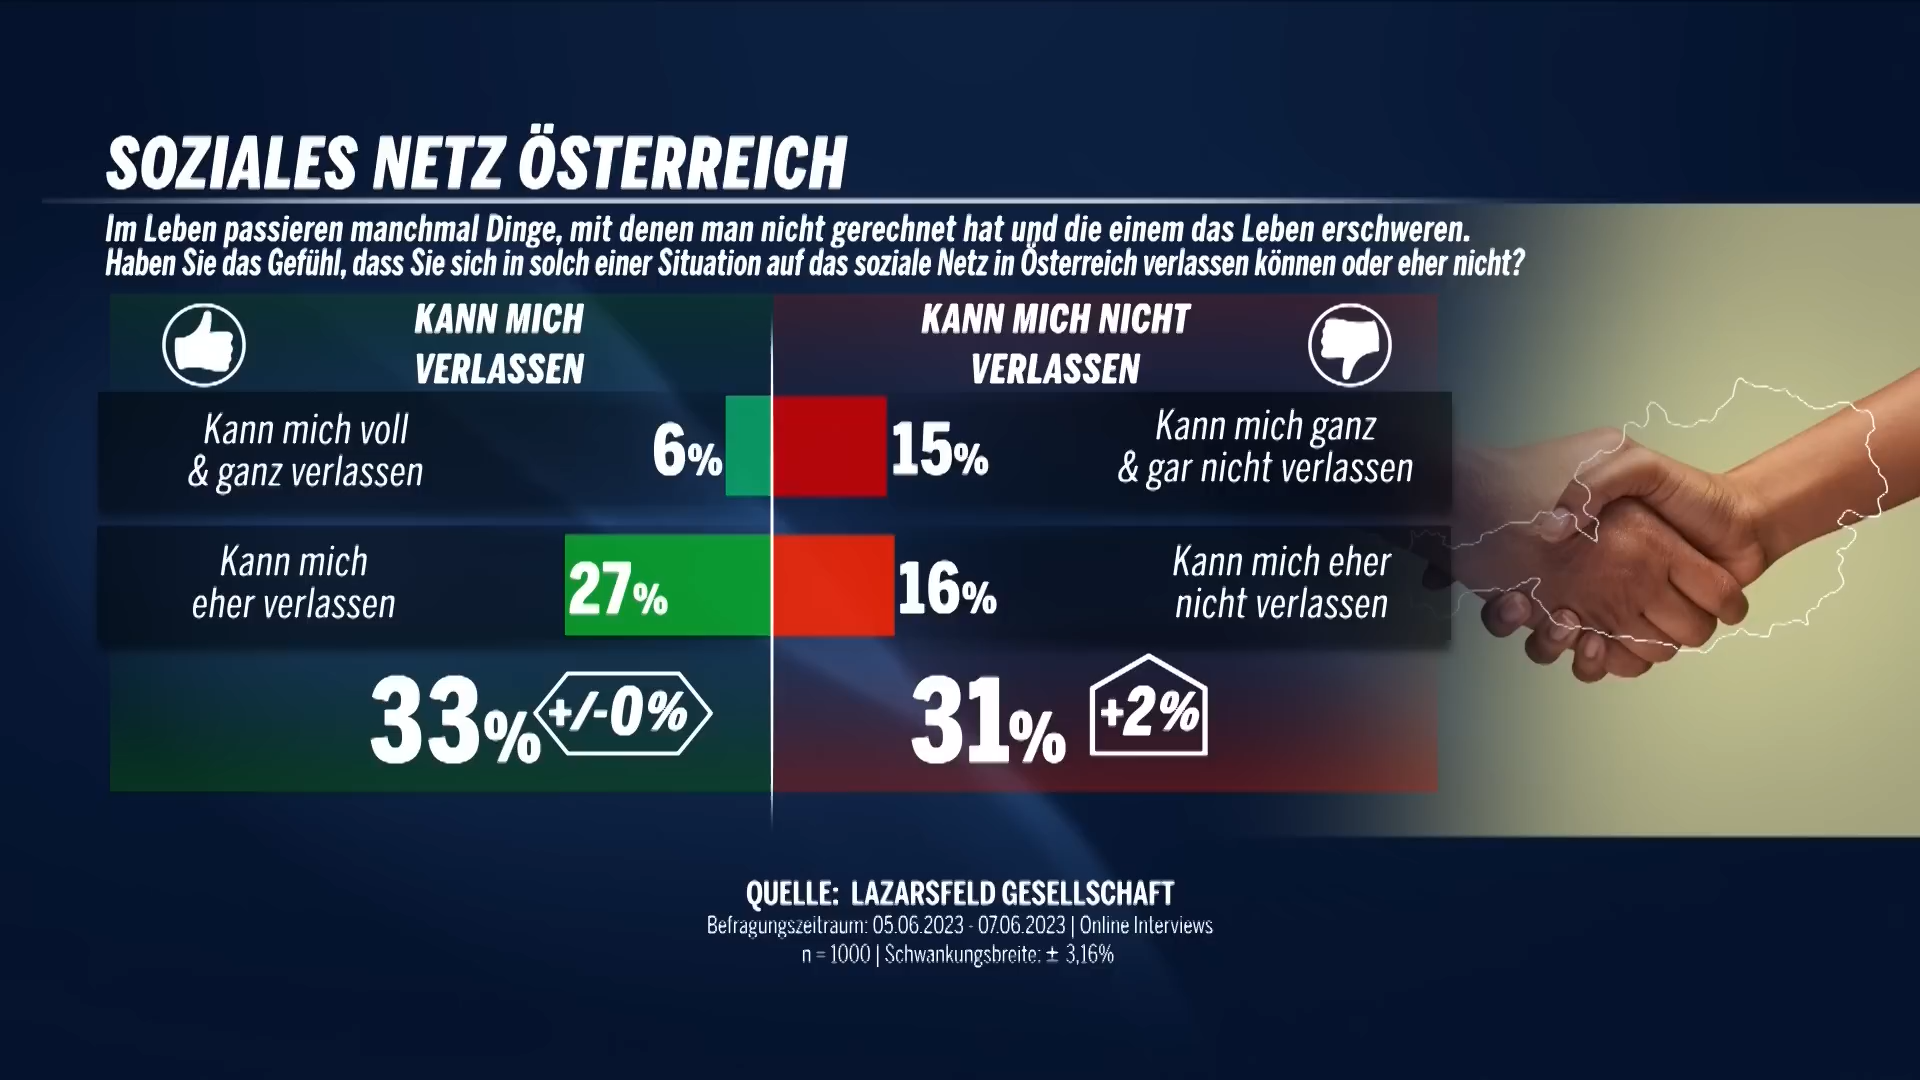 SOZIALES NETZ ÖSTERREICH
Im Leben passieren manchmal Dinge, mit denen man nicht gerechnet hat und die einem das Leben erschweren.
Haben Sie das Gefühl, dass Sie sich in solch einer Situation auf das soziale Netz in Österreich verlassen können oder eher nicht?
KANN MICH
VERLASSEN
KANN MICH NICHT
VERLASSEN
Kann mich voll
& ganz verlassen
6%
15%
Kann mich ganz
& gar nicht verlassen
Kann mich
eher verlassen
27%
16%
Kann mich eher
nicht verlassen
33% +/-0%
31% +2%
QUELLE: LAZARSFELD GESELLSCHAFT
Befragungszeitraum: 05.06.2023 - 07.06.2023 | Online Interviews
n = 1000 | Schwankungsbreite: ± 3,16%